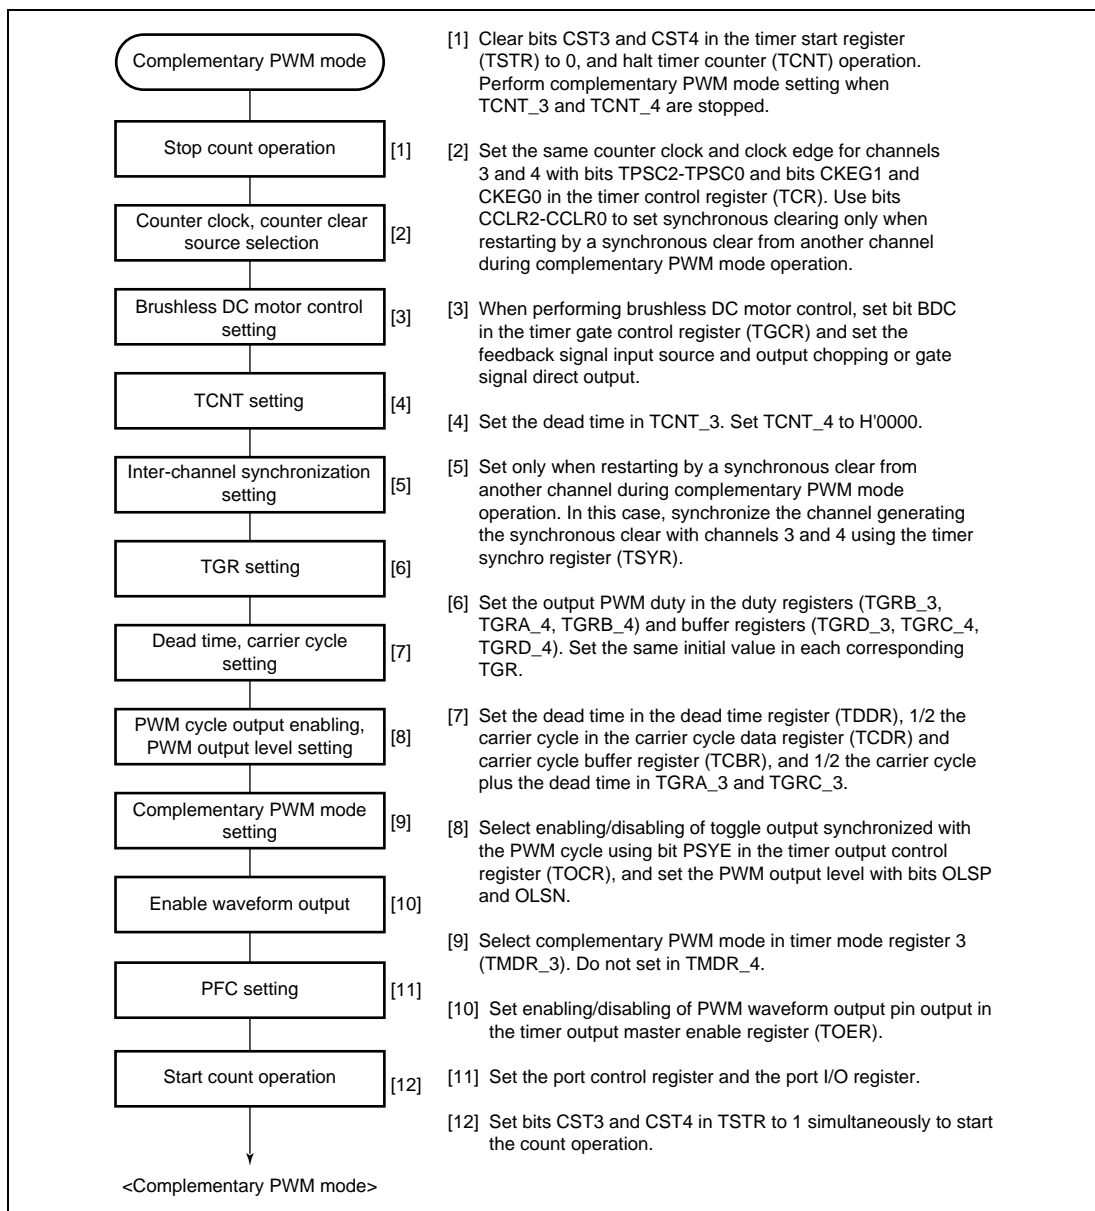 Complementary PWM mode
Stop count operation
[1]
Counter clock, counter clear
source selection
[2]
Brushless DC motor control
setting
[3]
TCNT setting
[4]
Inter-channel synchronization
setting
[5]
TGR setting
[6]
Dead time, carrier cycle
setting
[7]
PWM cycle output enabling,
PWM output level setting
[8]
Complementary PWM mode
setting
[9]
Enable waveform output
[10]
PFC setting
[11]
Start count operation
[12]
<Complementary PWM mode>
[1] Clear bits CST3 and CST4 in the timer start register
(TSTR) to 0, and halt timer counter (TCNT) operation.
Perform complementary PWM mode setting when
TCNT_3 and TCNT_4 are stopped.
[2] Set the same counter clock and clock edge for channels
3 and 4 with bits TPSC2-TPSC0 and bits CKEG1 and
CKEG0 in the timer control register (TCR). Use bits
CCLR2-CCLR0 to set synchronous clearing only when
restarting by a synchronous clear from another channel
during complementary PWM mode operation.
[3] When performing brushless DC motor control, set bit BDC
in the timer gate control register (TGCR) and set the
feedback signal input source and output chopping or gate
signal direct output.
[4] Set the dead time in TCNT_3. Set TCNT_4 to H'0000.
[5] Set only when restarting by a synchronous clear from
another channel during complementary PWM mode
operation. In this case, synchronize the channel generating
the synchronous clear with channels 3 and 4 using the timer
synchro register (TSYR).
[6] Set the output PWM duty in the duty registers (TGRB_3,
TGRA_4, TGRB_4) and buffer registers (TGRD_3, TGRC_4,
TGRD_4). Set the same initial value in each corresponding
TGR.
[7] Set the dead time in the dead time register (TDDR), 1/2 the
carrier cycle in the carrier cycle data register (TCDR) and
carrier cycle buffer register (TCBR), and 1/2 the carrier cycle
plus the dead time in TGRA_3 and TGRC_3.
[8] Select enabling/disabling of toggle output synchronized with
the PWM cycle using bit PSYE in the timer output control
register (TOCR), and set the PWM output level with bits OLSP
and OLSN.
[9] Select complementary PWM mode in timer mode register 3
(TMDR_3). Do not set in TMDR_4.
[10] Set enabling/disabling of PWM waveform output pin output in
the timer output master enable register (TOER).
[11] Set the port control register and the port I/O register.
[12] Set bits CST3 and CST4 in TSTR to 1 simultaneously to start
the count operation.